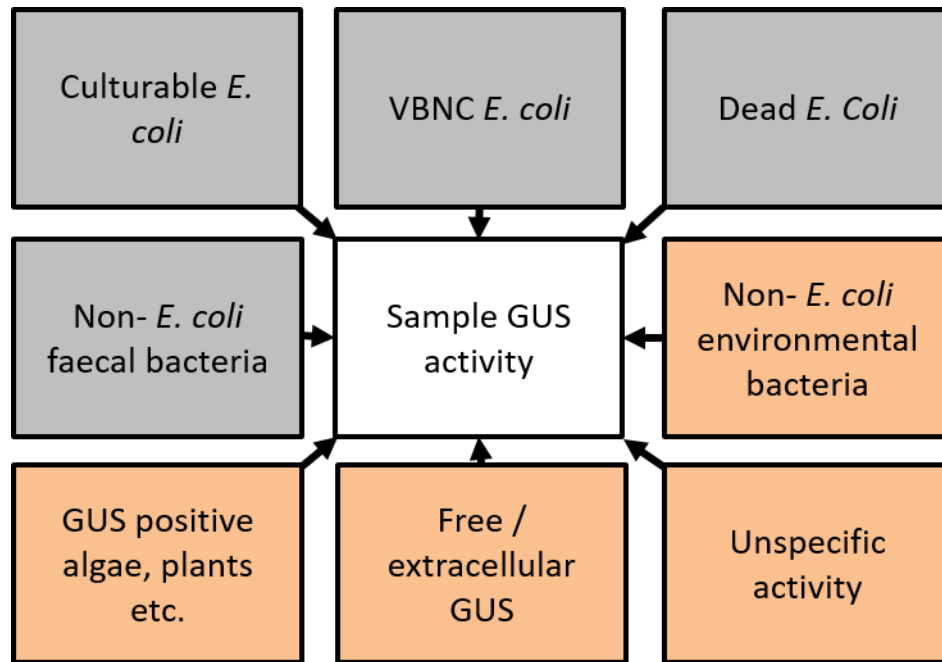 Culturable E.
coli
VBNC E. coli
Dead E. Coli
Non- E. coli
faecal bacteria
Sample GUS
activity
Non- E. coli
environmental
bacteria
GUS positive
algae, plants
etc.
Free /
extracellular
GUS
Unspecific
activity